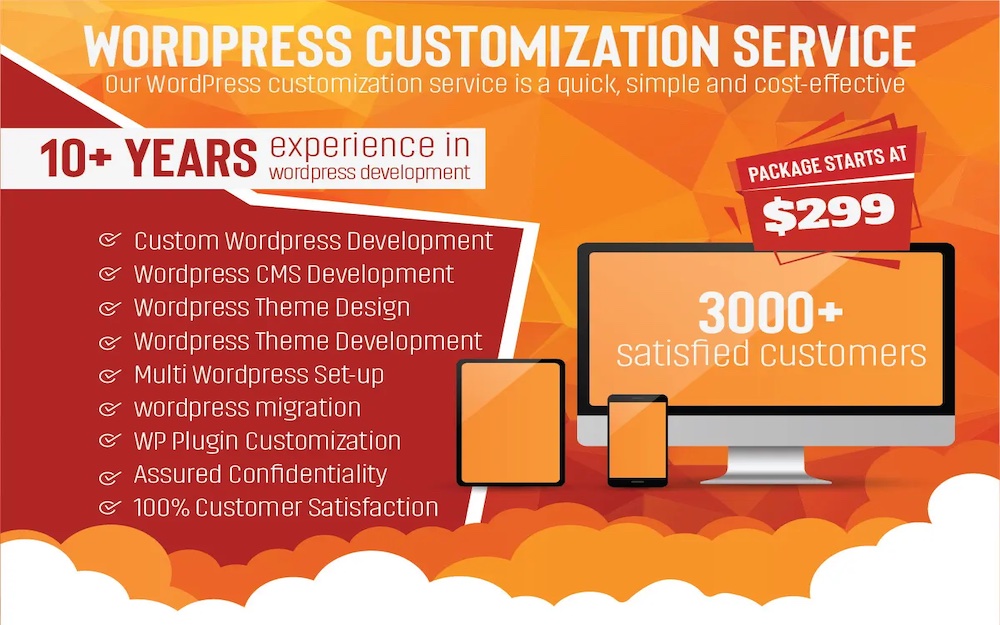 WORDPRESS CUSTOMIZATION SERVICE
Our WordPress customization service is a quick, simple and cost-effective
10+ YEARS
experience in
wordpress development
PACKAGE STARTS AT
$299
Custom Wordpress Development
Wordpress CMS Development
Wordpress Theme Design
Wordpress Theme Development
Multi Wordpress Set-up
wordpress migration
WP Plugin Customization
Assured Confidentiality
100% Customer Satisfaction
3000+
satisfied customers